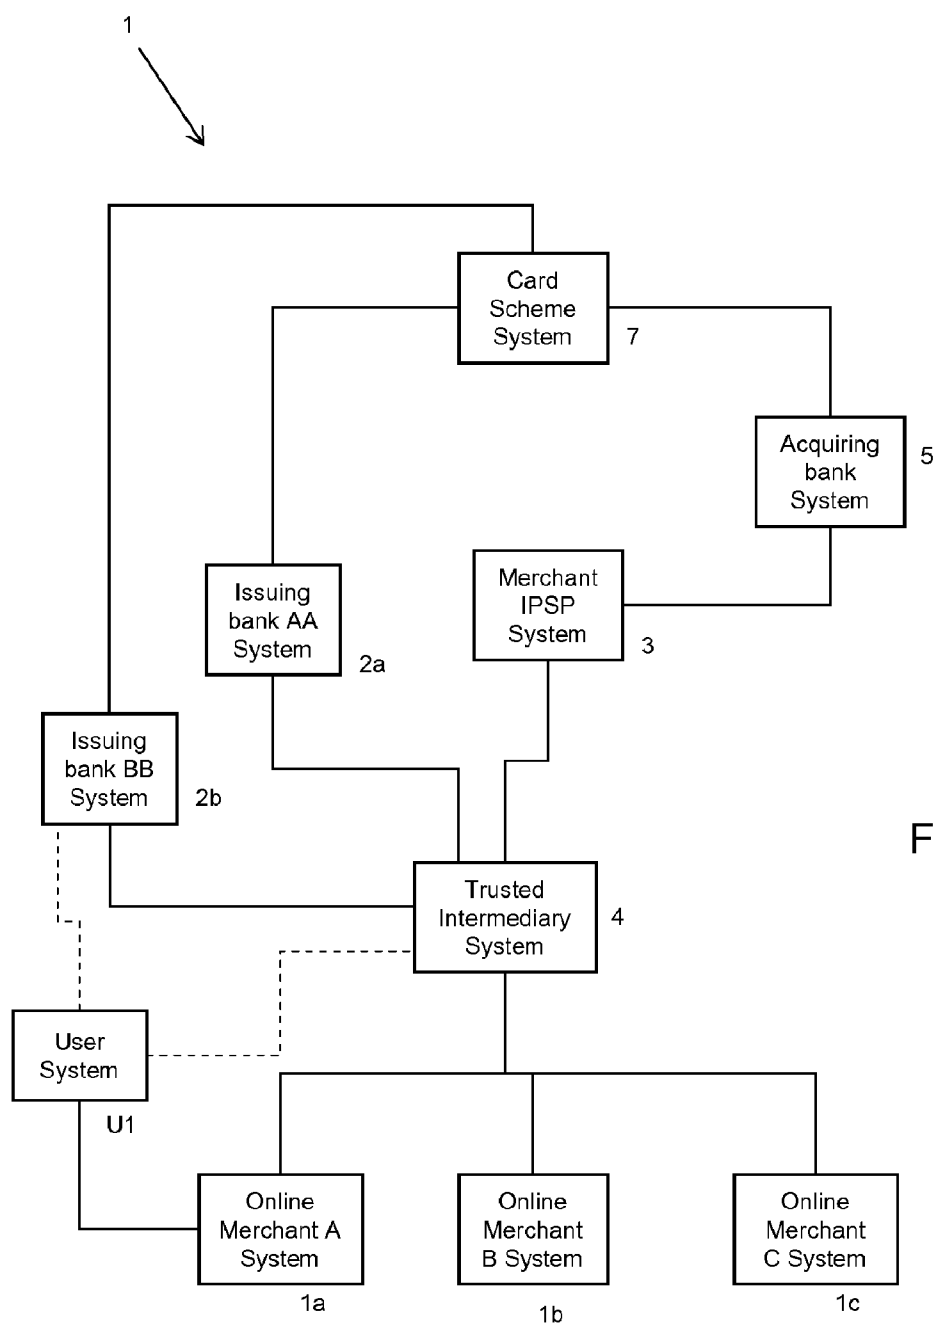 1
Card
Scheme
System
7
Acquiring
bank
System
5
Merchant
IPSP
System
3
Issuing
bank AA
System
2a
Issuing
bank BB
System
2b
F
Trusted
Intermediary
System
4
User
System
U1
Online
Merchant A
System
1a
Online
Merchant
B System
1b
Online
Merchant
C System
1c